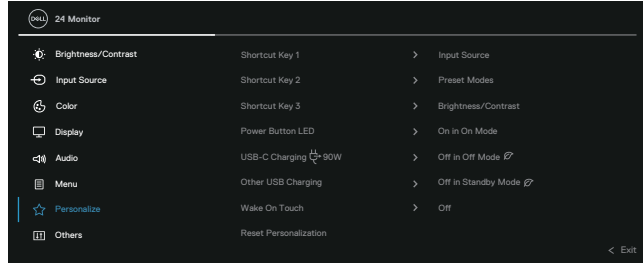 DELL 24 Monitor
Brightness/Contrast
Input Source
Color
Display
Audio
Menu
Personalize
Others
Shortcut Key 1 > Input Source
Shortcut Key 2 > Preset Modes
Shortcut Key 3 > Brightness/Contrast
Power Button LED > On in On Mode
USB-C Charging 90W > Off in Off Mode
Other USB Charging > Off in Standby Mode
Wake On Touch > Off
Reset Personalization
< Exit